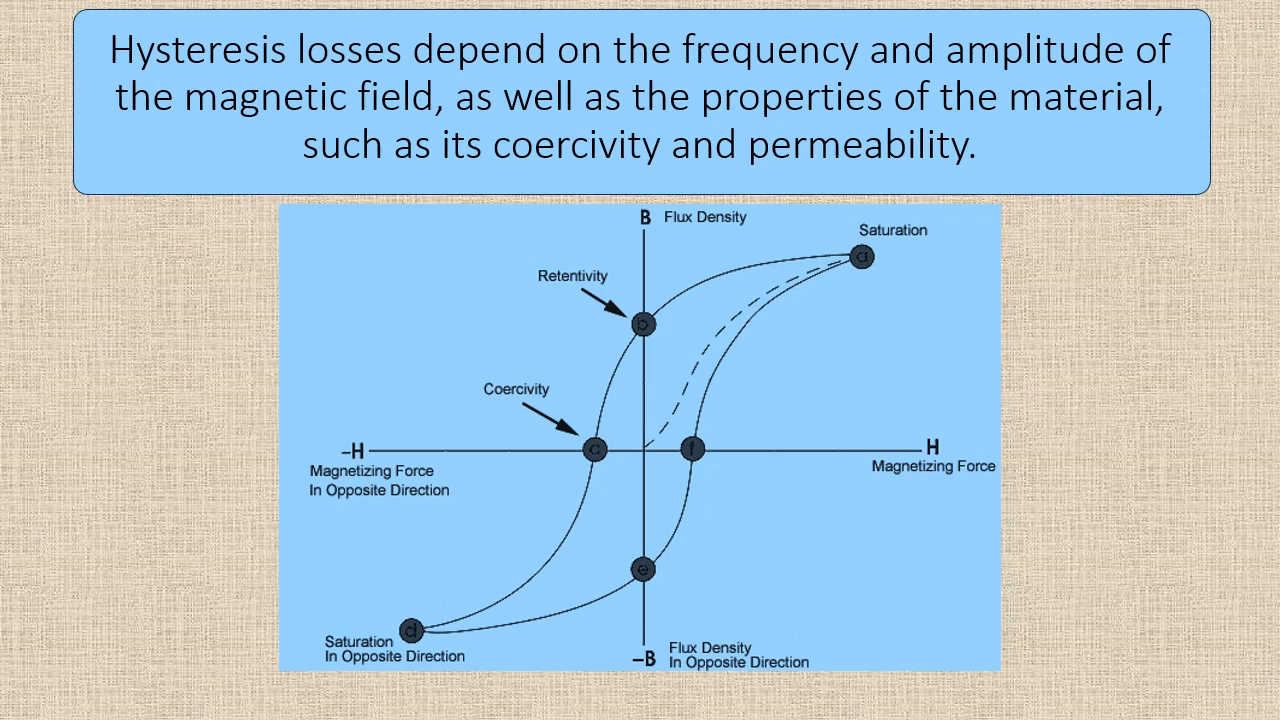 Hysteresis losses depend on the frequency and amplitude of
the magnetic field, as well as the properties of the material,
such as its coercivity and permeability.
B Flux Density
Saturation
a
Retentivity
b
Coercivity
–H
c
f
H
Magnetizing Force
In Opposite Direction
Magnetizing Force
e
d
Saturation
In Opposite Direction
–B
Flux Density
In Opposite Direction